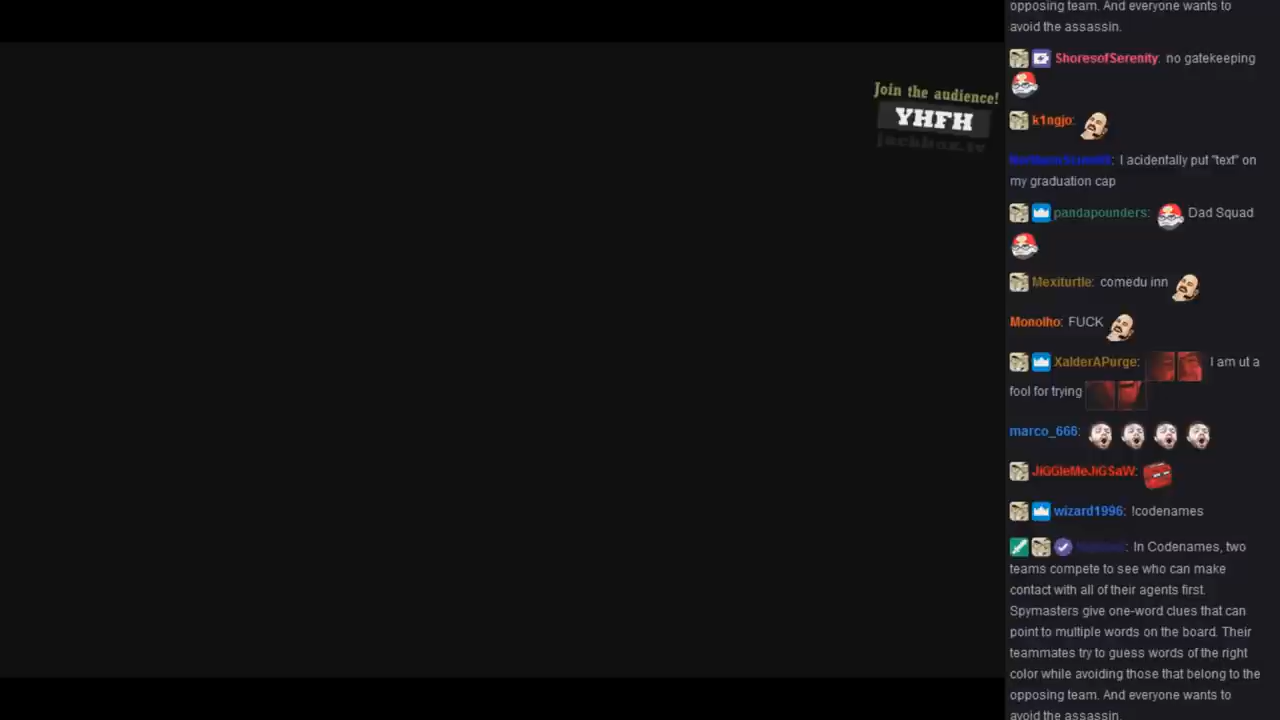 Join the audience!
YHFH
jackbox.tv
opposing team. And everyone wants to
avoid the assassin.
ShoresofSerenity: no gatekeeping
k1ngjo:
: I acidentally put "text" on
my graduation cap
pandapounders: Dad Squad
Mexiturtle: comedu inn
Monolho: FUCK
XalderAPurge: I am ut a
fool for trying
marco_666:
JiGGleMeJiGSaW:
wizard1996: !codenames
: In Codenames, two
teams compete to see who can make
contact with all of their agents first.
Spymasters give one-word clues that can
point to multiple words on the board. Their
teammates try to guess words of the right
color while avoiding those that belong to the
opposing team. And everyone wants to
avoid the assassin.